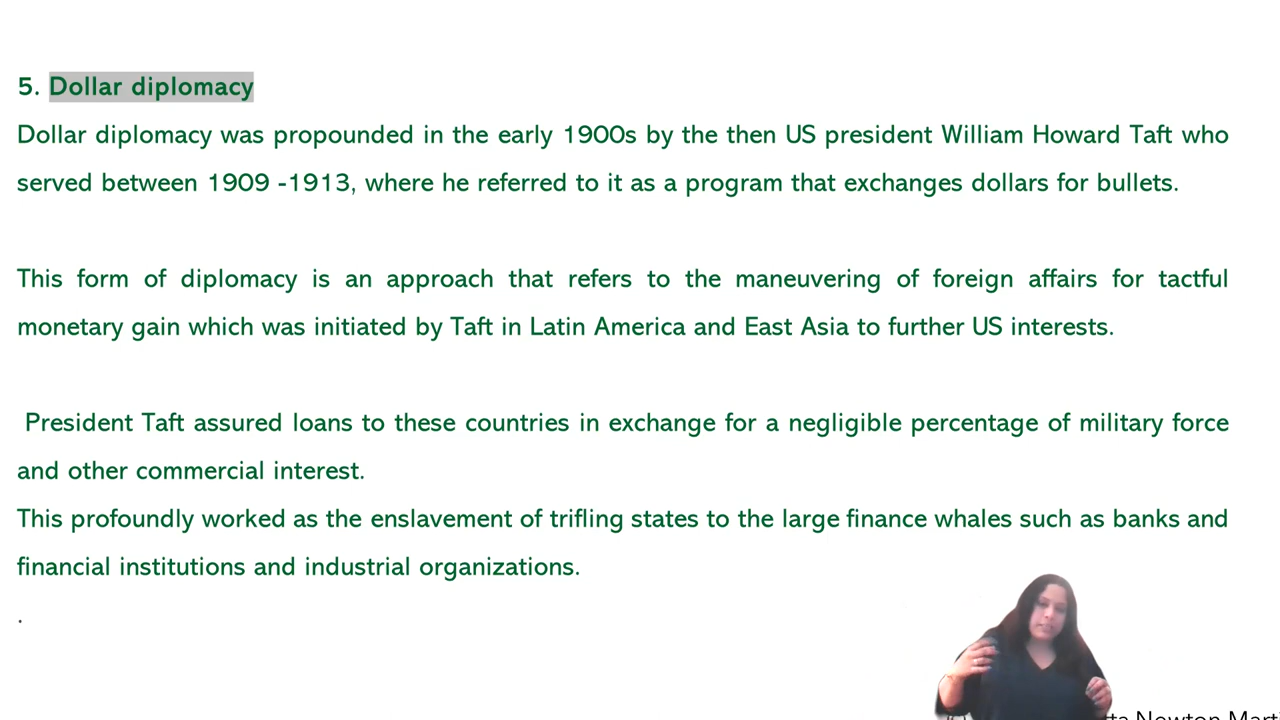 5. Dollar diplomacy
Dollar diplomacy was propounded in the early 1900s by the then US president William Howard Taft who
served between 1909 -1913, where he referred to it as a program that exchanges dollars for bullets.
This form of diplomacy is an approach that refers to the maneuvering of foreign affairs for tactful
monetary gain which was initiated by Taft in Latin America and East Asia to further US interests.
President Taft assured loans to these countries in exchange for a negligible percentage of military force
and other commercial interest.
This profoundly worked as the enslavement of trifling states to the large finance whales such as banks and
financial institutions and industrial organizations.
.
Newton